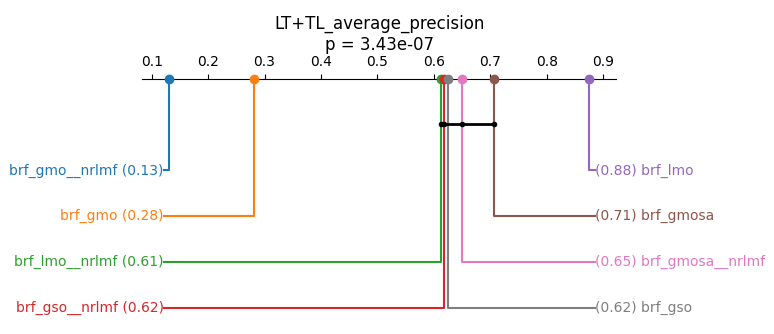 LT+TL_average_precision
p = 3.43e-07
0.1 0.2 0.3 0.4 0.5 0.6 0.7 0.8 0.9
brf_gmo__nrlmf (0.13)
(0.88) brf_lmo
brf_gmo (0.28)
(0.71) brf_gmosa
brf_lmo__nrlmf (0.61)
(0.65) brf_gmosa__nrlmf
brf_gso__nrlmf (0.62)
(0.62) brf_gso